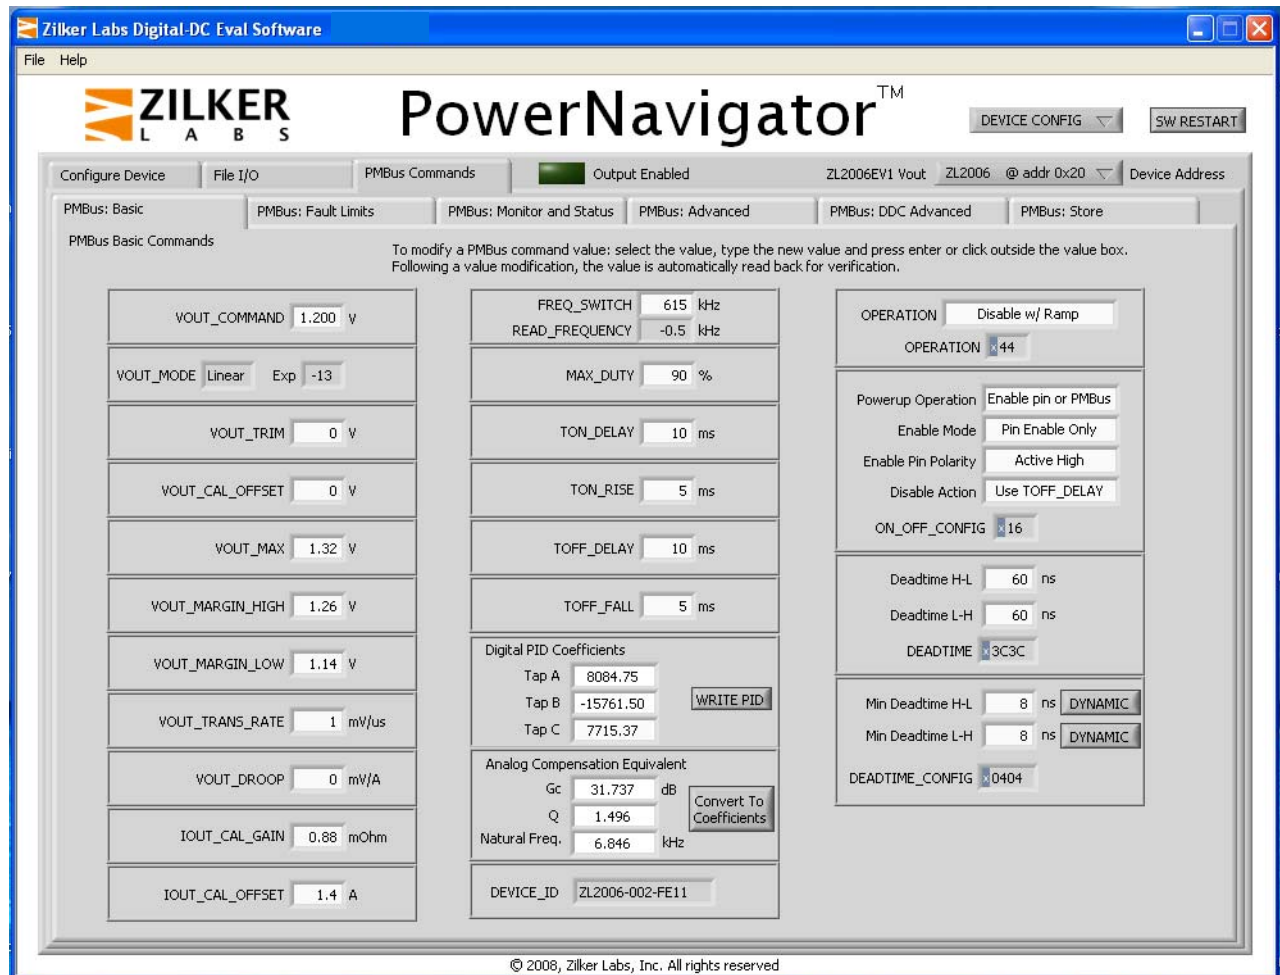 Zilker Labs Digital-DC Eval Software
File Help
ZILKER
LABS
PowerNavigator™
DEVICE CONFIG
SW RESTART
Configure Device
File I/O
PMBus Commands
Output Enabled
ZL2006EV1 Vout
ZL2006 @ addr 0x20
Device Address
PMBus: Basic
PMBus: Fault Limits
PMBus: Monitor and Status
PMBus: Advanced
PMBus: DDC Advanced
PMBus: Store
PMBus Basic Commands
To modify a PMBus command value: select the value, type the new value and press enter or click outside the value box.
Following a value modification, the value is automatically read back for verification.
VOUT_COMMAND 1.200 V
VOUT_MODE Linear Exp -13
VOUT_TRIM 0 V
VOUT_CAL_OFFSET 0 V
VOUT_MAX 1.32 V
VOUT_MARGIN_HIGH 1.26 V
VOUT_MARGIN_LOW 1.14 V
VOUT_TRANS_RATE 1 mV/us
VOUT_DROOP 0 mV/A
IOUT_CAL_GAIN 0.88 mOhm
IOUT_CAL_OFFSET 1.4 A
FREQ_SWITCH 615 kHz
READ_FREQUENCY -0.5 kHz
MAX_DUTY 90 %
TON_DELAY 10 ms
TON_RISE 5 ms
TOFF_DELAY 10 ms
TOFF_FALL 5 ms
Digital PID Coefficients
Tap A 8084.75
Tap B -15761.50
Tap C 7715.37
WRITE PID
Analog Compensation Equivalent
Gc 31.737 dB
Q 1.496
Natural Freq. 6.846 kHz
Convert To
Coefficients
DEVICE_ID ZL2006-002-FE11
OPERATION Disable w/ Ramp
OPERATION x44
Powerup Operation Enable pin or PMBus
Enable Mode Pin Enable Only
Enable Pin Polarity Active High
Disable Action Use TOFF_DELAY
ON_OFF_CONFIG x16
Deadtime H-L 60 ns
Deadtime L-H 60 ns
DEADTIME x3C3C
Min Deadtime H-L 8 ns DYNAMIC
Min Deadtime L-H 8 ns DYNAMIC
DEADTIME_CONFIG x0404
© 2008, Zilker Labs, Inc. All rights reserved